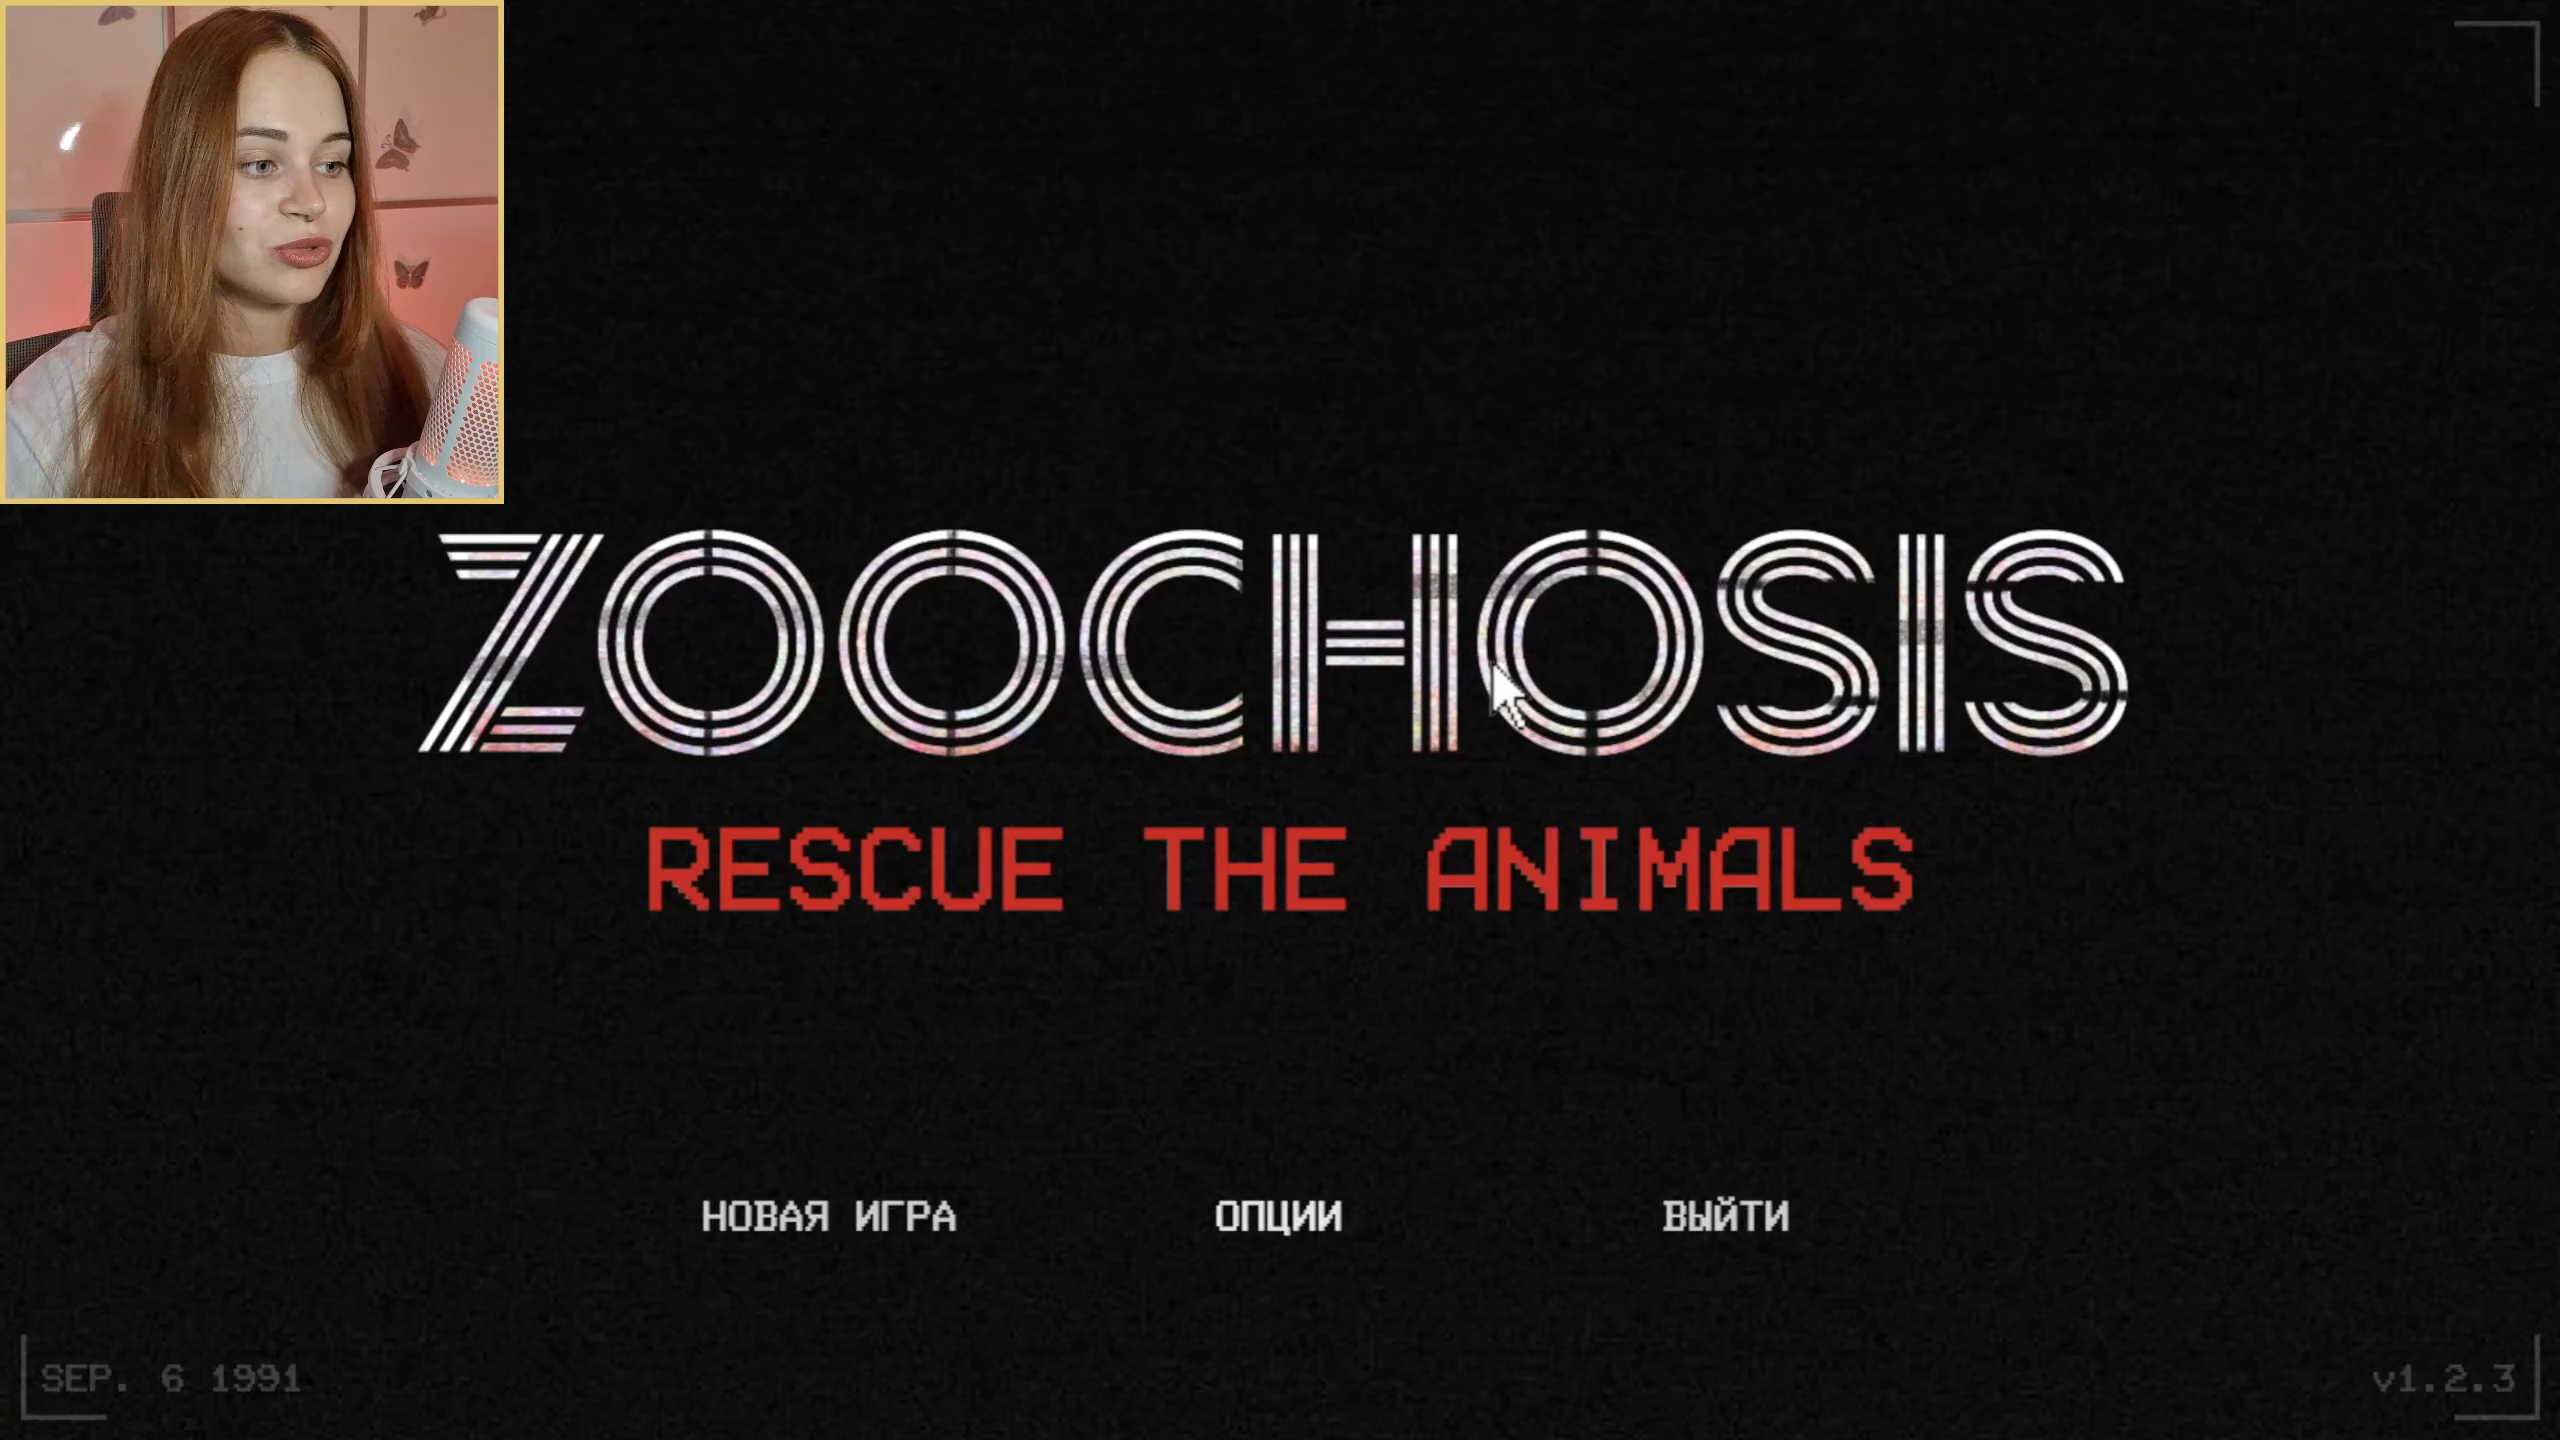 ZOOCHOSIS
RESCUE THE ANIMALS
НОВАЯ ИГРА ОПЦИИ ВЫЙТИ
SEP. 6 1991 v1.2.3